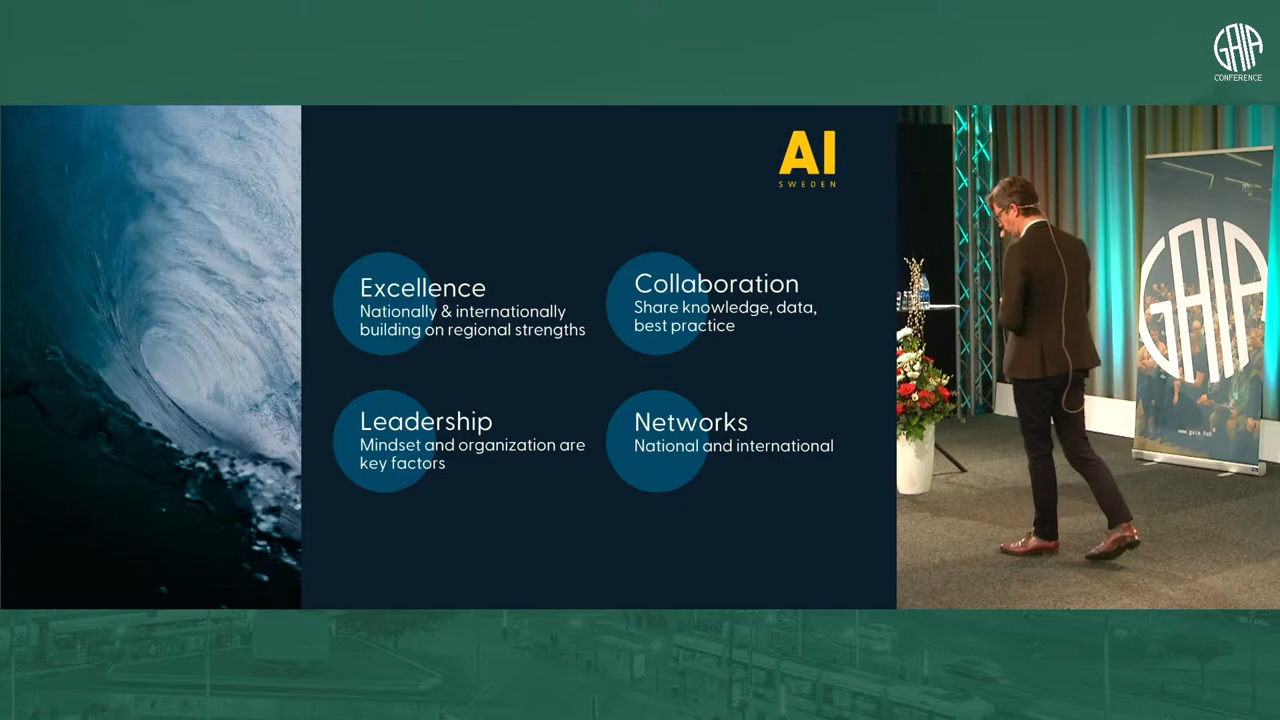 GAIA
CONFERENCE
AI
SWEDEN
Excellence
Nationally & internationally
building on regional strengths
Collaboration
Share knowledge, data,
best practice
Leadership
Mindset and organization are
key factors
Networks
National and international
GAIA